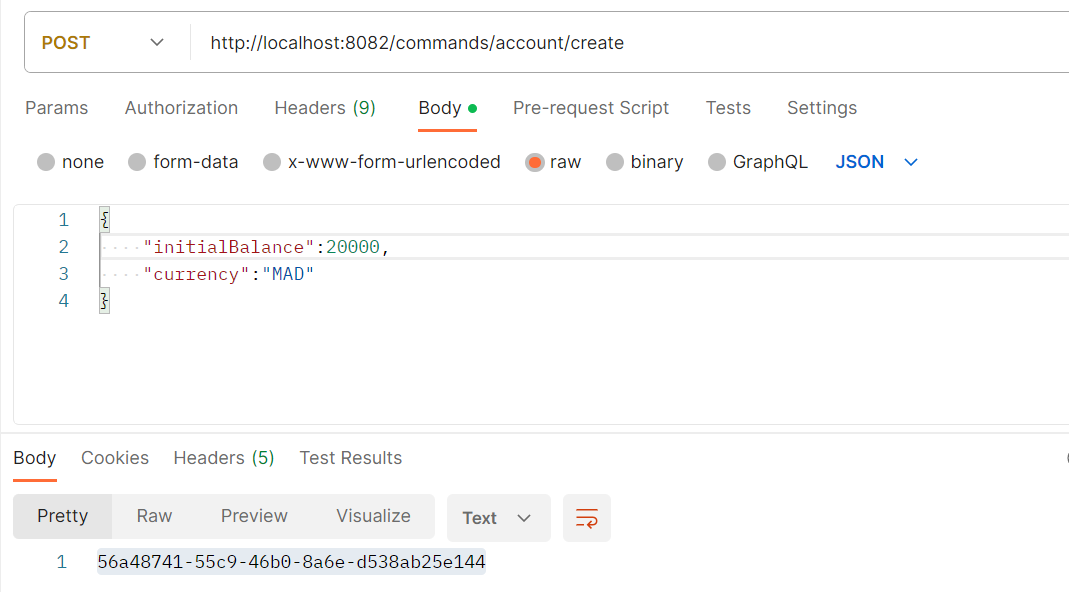 POST http://localhost:8082/commands/account/create
Params Authorization Headers (9) Body Pre-request Script Tests Settings
none form-data x-www-form-urlencoded raw binary GraphQL JSON
1 {
2 "initialBalance":20000,
3 "currency":"MAD"
4 }
Body Cookies Headers (5) Test Results
Pretty Raw Preview Visualize Text
1 56a48741-55c9-46b0-8a6e-d538ab25e144